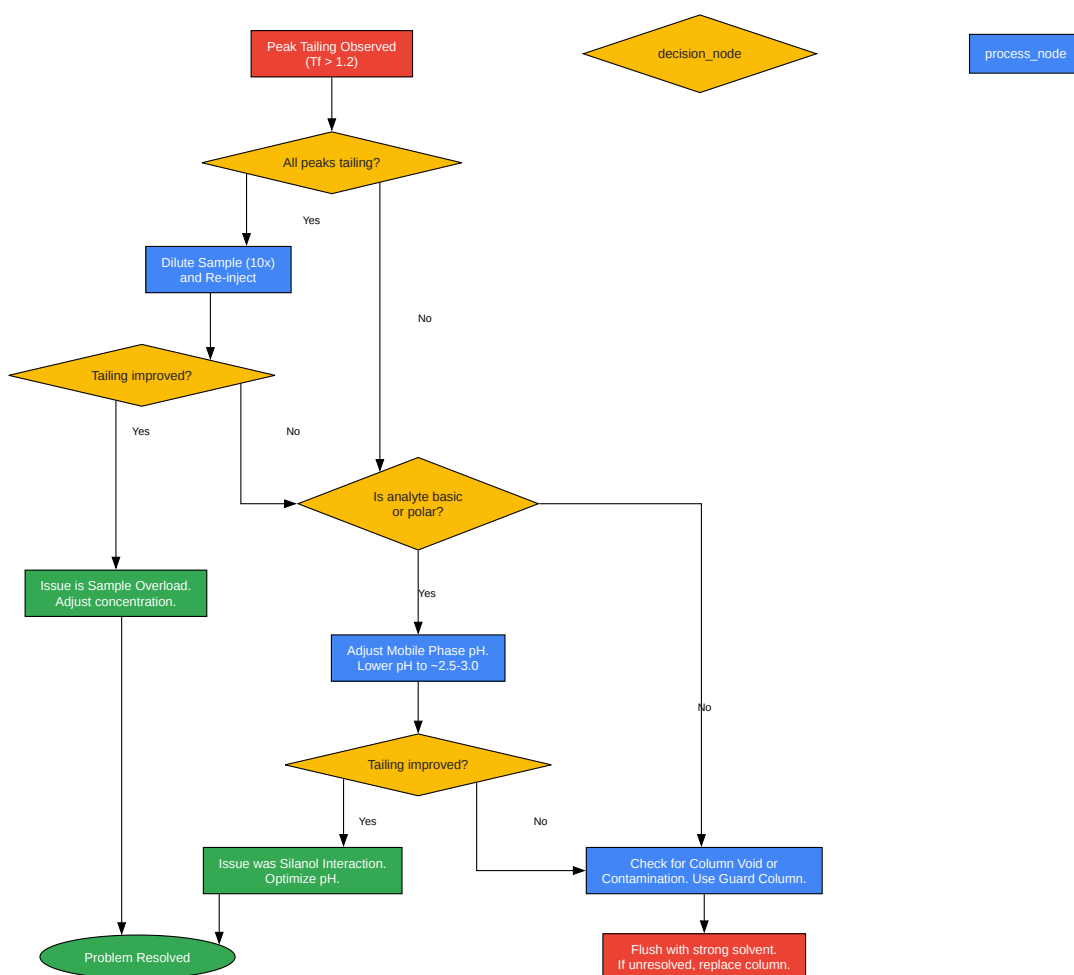 Peak Tailing Observed
(Tf > 1.2)
decision_node
process_node
All peaks tailing?
Yes
Dilute Sample (10x)
and Re-inject
No
Tailing improved?
Yes
No
Is analyte basic
or polar?
Issue is Sample Overload.
Adjust concentration.
Yes
Adjust Mobile Phase pH.
Lower pH to ~2.5-3.0
No
Tailing improved?
Yes
No
Issue was Silanol Interaction.
Optimize pH.
Check for Column Void or
Contamination. Use Guard Column.
Problem Resolved
Flush with strong solvent.
If unresolved, replace column.